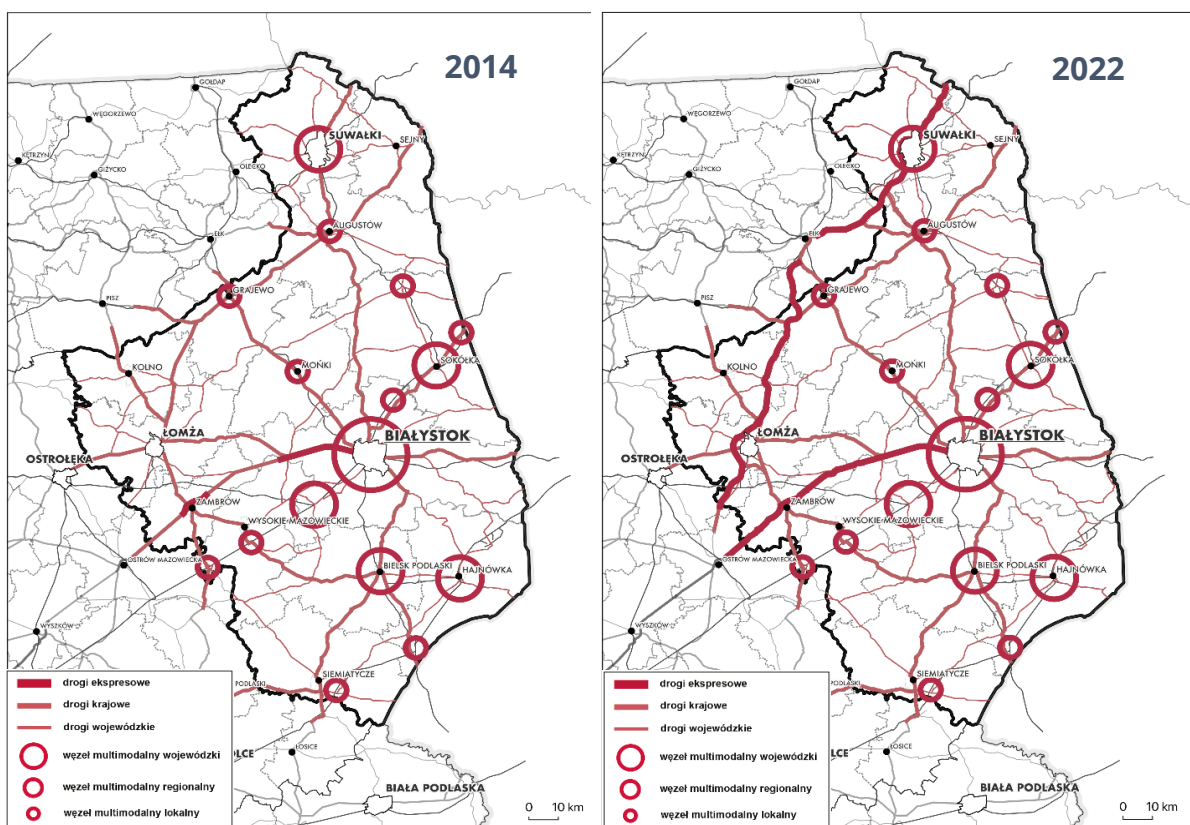 2014
GOŁDAP
WĘGORZEWO
SUWAŁKI
SEJNY
KĘTRZYN
GIŻYCKO
OLECKO
AUGUSTÓW
EŁK
GRAJEWO
PISZ
KOLNO
MOŃKI
SOKÓŁKA
ŁOMŻA
BIAŁYSTOK
OSTROŁĘKA
ZAMBRÓW
WYSOKIE MAZOWIECKIE
OSTRÓW MAZOWIECKA
BIELSK PODLASKI
HAJNÓWKA
WYSZKÓW
SIEMIATYCZE
PODLASKI
ŁOSICE
LCE
BIAŁA PODLASKA
drogi ekspresowe
drogi krajowe
drogi wojewódzkie
węzeł multimodalny wojewódzki
węzeł multimodalny regionalny
węzeł multimodalny lokalny
0 10 km
2022
GOŁDAP
WĘGORZEWO
SUWAŁKI
SEJNY
KĘTRZYN
GIŻYCKO
OLECKO
AUGUSTÓW
EŁK
GRAJEWO
PISZ
KOLNO
MOŃKI
SOKÓŁKA
ŁOMŻA
BIAŁYSTOK
OSTROŁĘKA
ZAMBRÓW
WYSOKIE MAZOWIECKIE
OSTRÓW MAZOWIECKA
BIELSK PODLASKI
HAJNÓWKA
WYSZKÓW
SIEMIATYCZE
PODLASKI
ŁOSICE
LCE
BIAŁA PODLASKA
drogi ekspresowe
drogi krajowe
drogi wojewódzkie
węzeł multimodalny wojewódzki
węzeł multimodalny regionalny
węzeł multimodalny lokalny
0 10 km